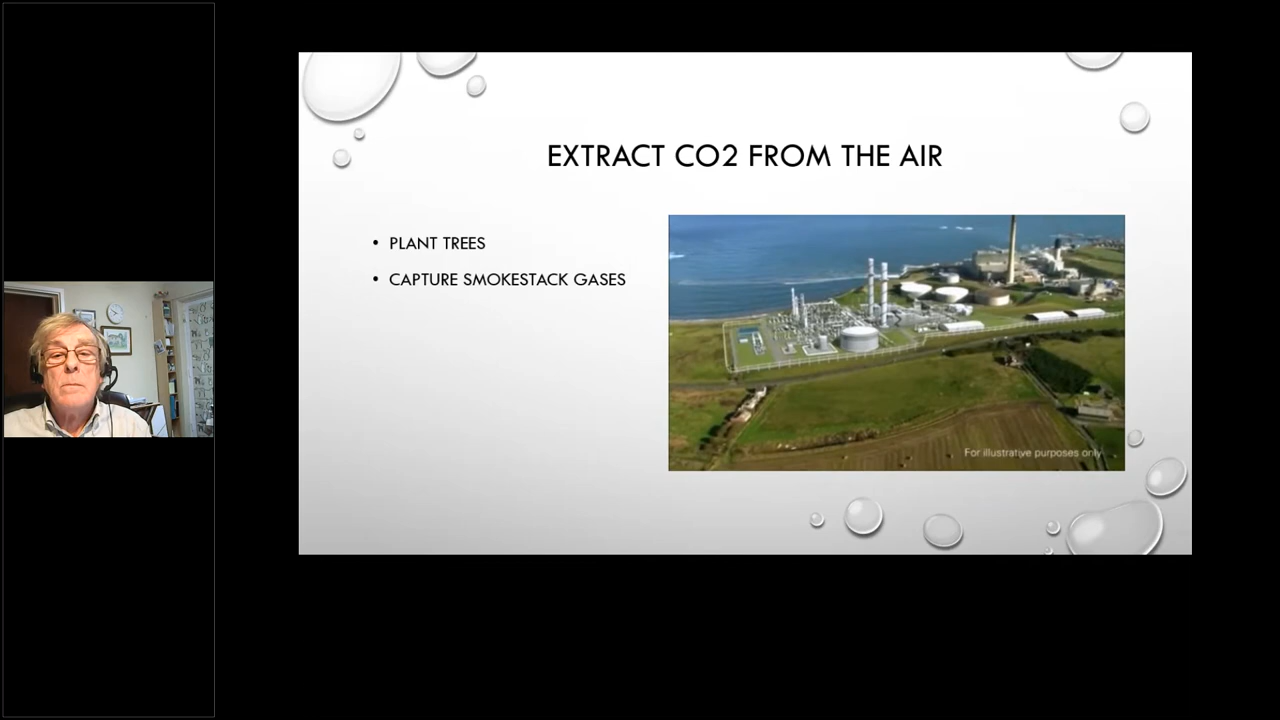 EXTRACT CO2 FROM THE AIR
• PLANT TREES
• CAPTURE SMOKESTACK GASES
For illustrative purposes only